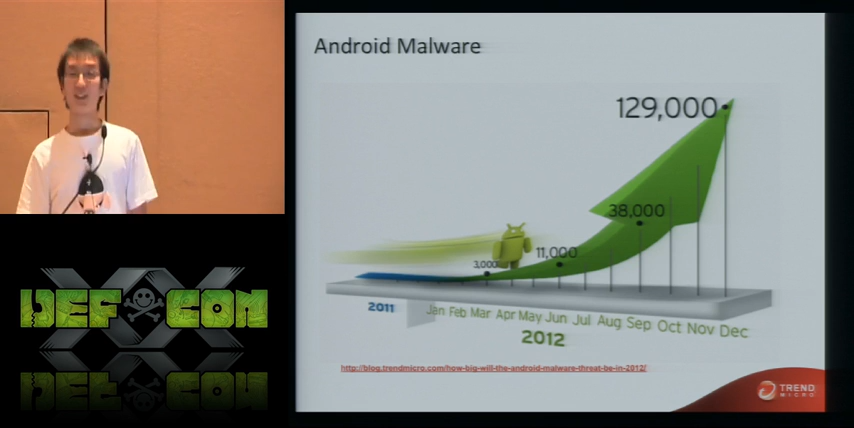 Android Malware
129,000
38,000
11,000
3,000
2011
Jan Feb Mar Apr May Jun Jul Aug Sep Oct Nov Dec
2012
http://blog.trendmicro.com/how-big-will-the-android-malware-threat-be-in-2012/
TREND
MICRO
XX
DEF CON